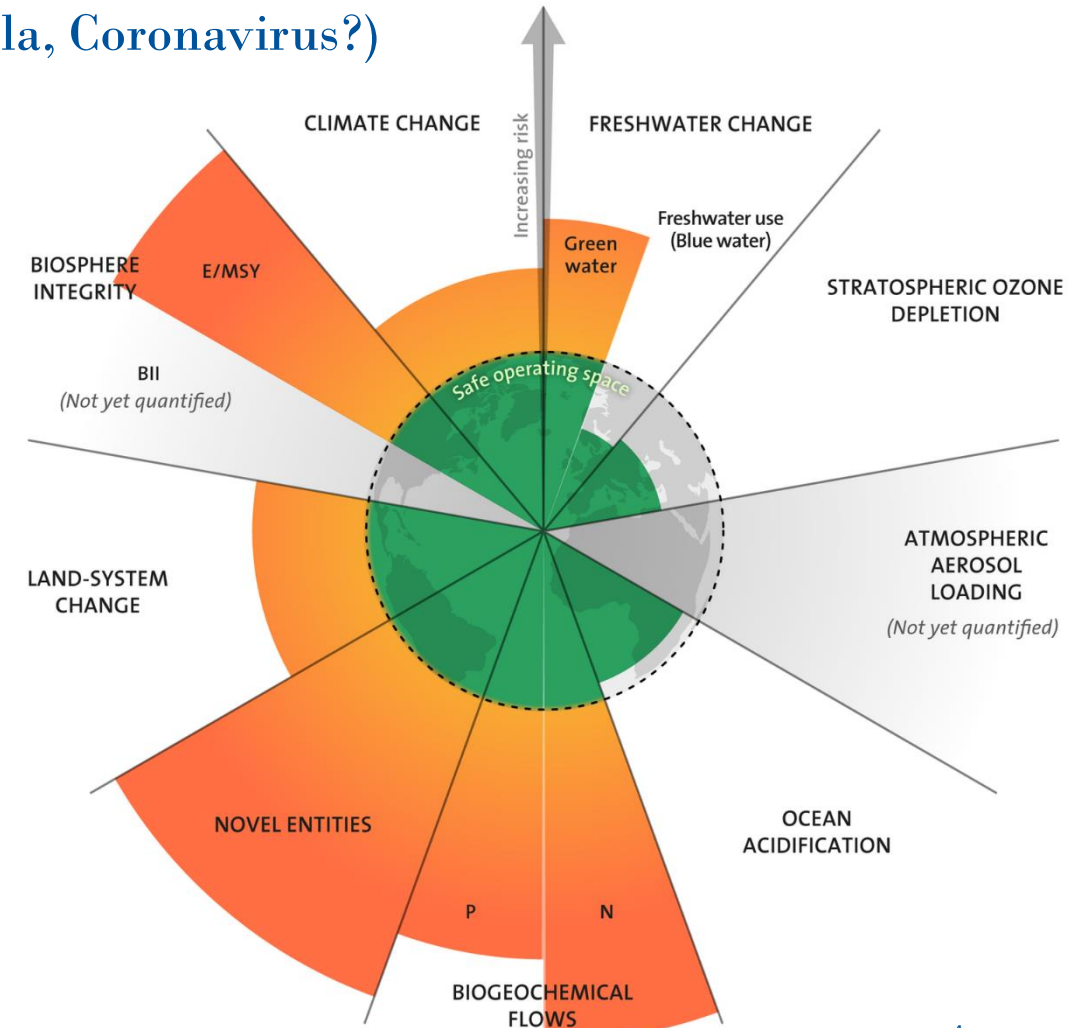 la, Coronavirus?)
CLIMATE CHANGE
FRESHWATER CHANGE
Increasing risk
Freshwater use
(Blue water)
Green
water
BIOSPHERE
INTEGRITY
E/MSY
STRATOSPHERIC OZONE
DEPLETION
BII
(Not yet quantified)
Safe operating space
ATMOSPHERIC
AEROSOL
LOADING
(Not yet quantified)
LAND-SYSTEM
CHANGE
NOVEL ENTITIES
OCEAN
ACIDIFICATION
P
N
BIOGEOCHEMICAL
FLOWS